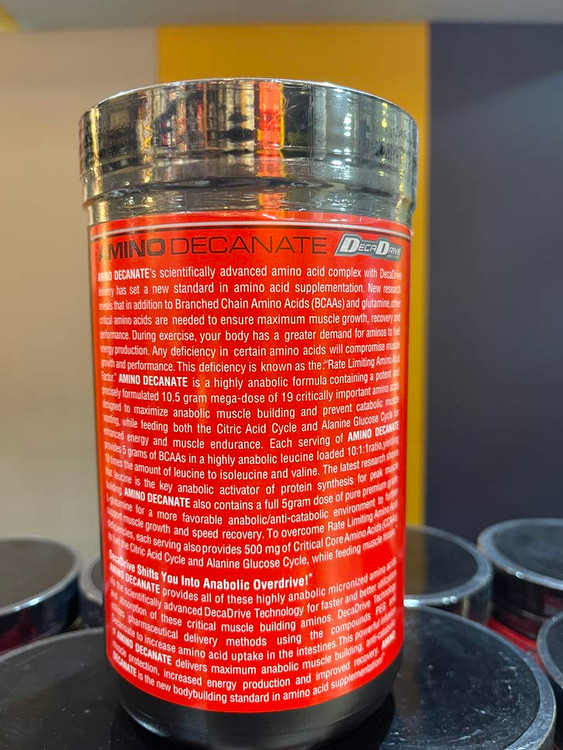 AMINO DECANATE DECADRIVE
AMINO DECANATE's scientifically advanced amino acid complex with DecaDrive
delivery has set a new standard in amino acid supplementation. New research
reveals that in addition to Branched Chain Amino Acids (BCAAs) and glutamine, other
critical amino acids are needed to ensure maximum muscle growth, recovery and
performance. During exercise, your body has a greater demand for aminos to fuel
energy production. Any deficiency in certain amino acids will compromise muscle
growth and performance. This deficiency is known as the:"Rate Limiting Amino Acid
Factor." AMINO DECANATE is a highly anabolic formula containing a potent and
precisely formulated 10.5 gram mega-dose of 19 critically important amino acids
designed to maximize anabolic muscle building and prevent catabolic muscle
wasting, while feeding both the Citric Acid Cycle and Alanine Glucose Cycle for
enhanced energy and muscle endurance. Each serving of AMINO DECANATE
provides 5 grams of BCAAs in a highly anabolic leucine loaded 10:1:1ratio,yielding
10 times the amount of leucine to isoleucine and valine. The latest research shows
that leucine is the key anabolic activator of protein synthesis for peak muscle
building. AMINO DECANATE also contains a full 5gram dose of pure premium grade
L-glutamine for a more favorable anabolic/anti-catabolic environment to further
support muscle growth and speed recovery. To overcome Rate Limiting Amino Acid
deficiencies, each serving also provides 500 mg of Critical Core Amino Acids (CCAAs)
to fuel the Citric Acid Cycle and Alanine Glucose Cycle, while feeding muscle tissue.
DecaDrive Shifts You Into Anabolic Overdrive!*
AMINO DECANATE provides all of these highly anabolic micronized amino acids
scientifically advanced DecaDrive Technology for faster and better utilization
absorption of these critical muscle building aminos. DecaDrive Technology
pharmaceutical delivery methods using the compounds PEG and
to increase amino acid uptake in the intestines. This powerful
AMINO DECANATE delivers maximum anabolic muscle building, anti-catabolic
muscle protection, increased energy production and improved recovery. AMINO
DECANATE is the new bodybuilding standard in amino acid supplementation!*